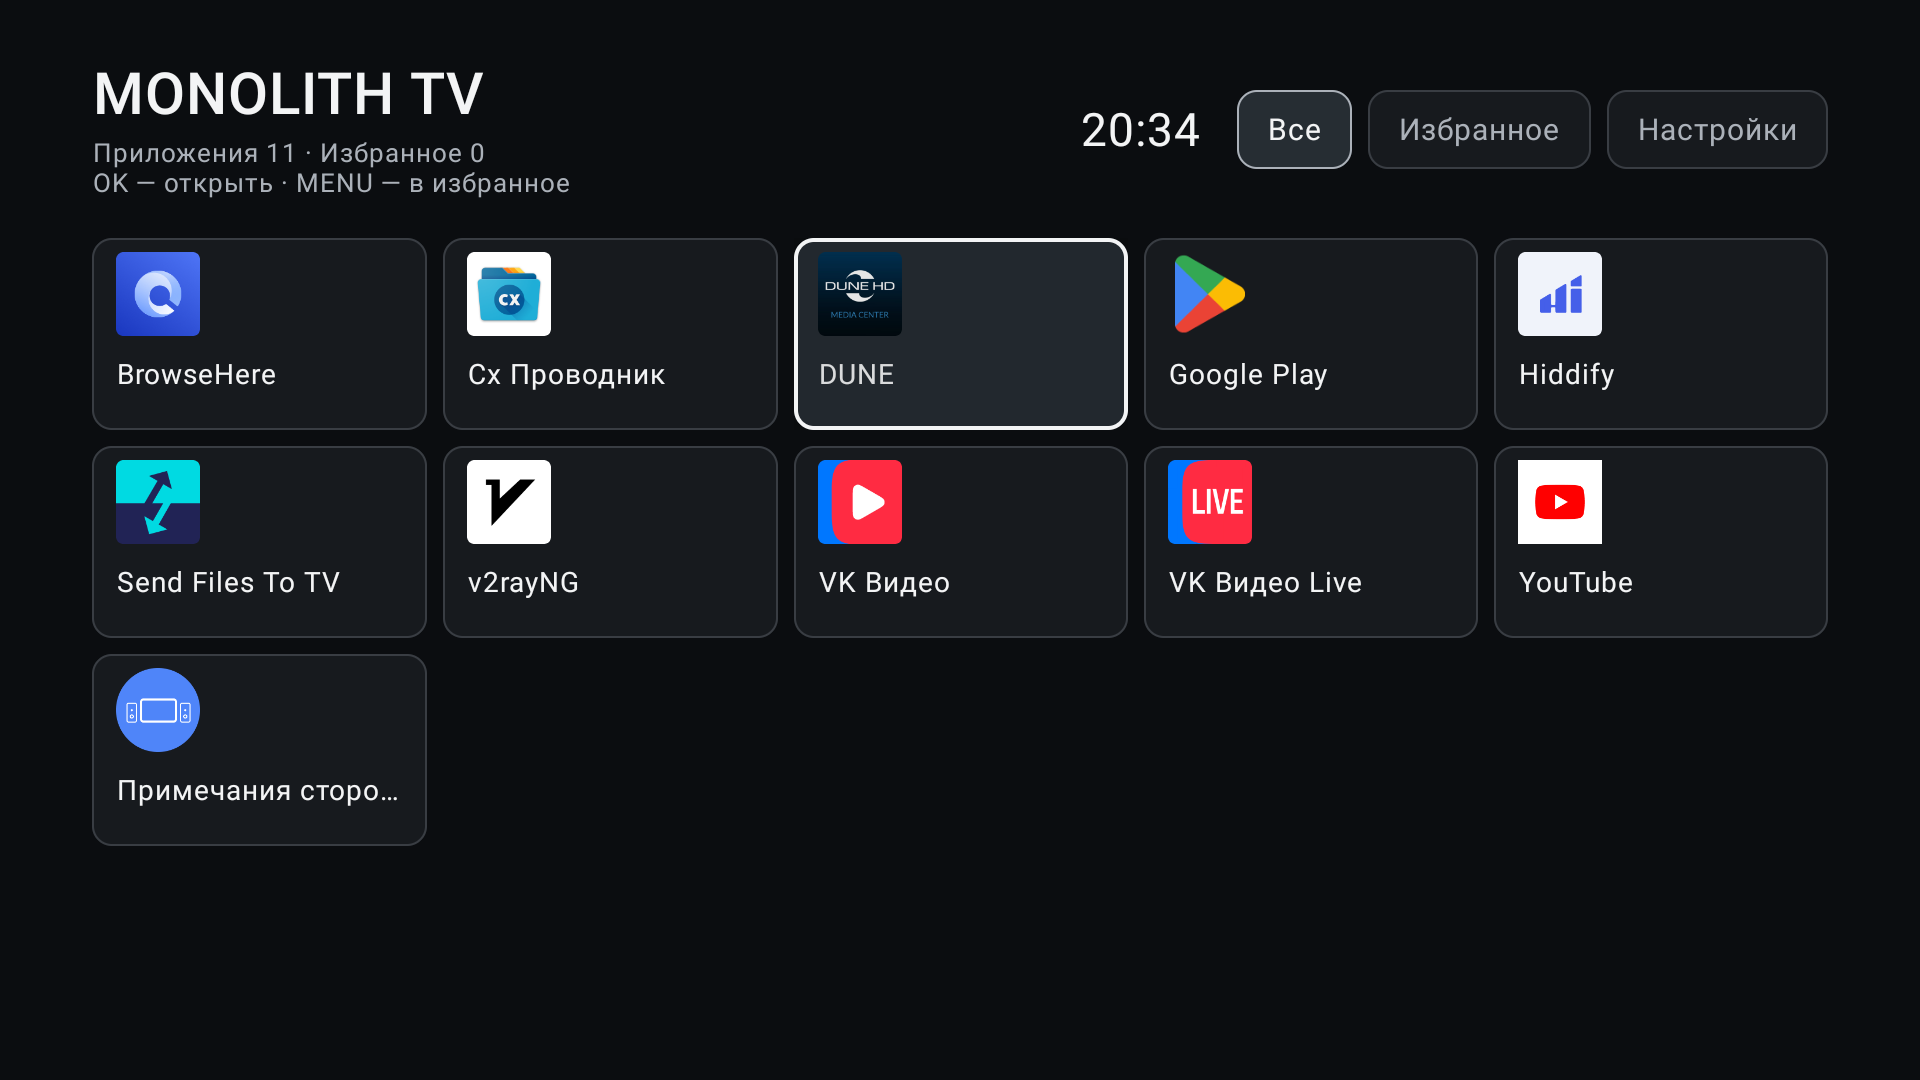 MONOLITH TV
Приложения 11 · Избранное 0
OK — открыть · MENU — в избранное
20:34
Все
Избранное
Настройки
BrowseHere
CX
Cx Проводник
DUNE HD
MEDIA CENTER
DUNE
Google Play
Hiddify
Send Files To TV
v2rayNG
VK Видео
LIVE
VK Видео Live
YouTube
Примечания сторо…